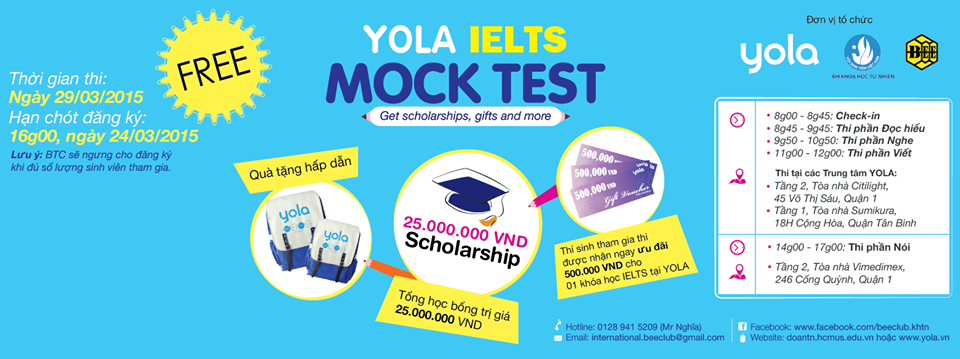 Thời gian thi:
Ngày 29/03/2015
Hạn chót đăng ký:
16g00, ngày 24/03/2015
Lưu ý: BTC sẽ ngưng cho đăng ký
khi đủ số lượng sinh viên tham gia.
FREE
YOLA IELTS
MOCK TEST
Get scholarships, gifts and more
Quà tặng hấp dẫn
yola
yola
25.000.000 VND
Scholarship
Tổng học bổng trị giá
25.000.000 VND
500,000
500,000
500,000
Gift Voucher
Thí sinh tham gia thi
được nhận ngay ưu đãi
500.000 VND cho
01 khóa học IELTS tại YOLA
Đơn vị tổ chức
yola
ĐH KHOA HỌC TỰ NHIÊN
BEE
8g00 - 8g45: Check-in
8g45 - 9g45: Thi phần Đọc hiểu
9g50 - 10g50: Thi phần Nghe
11g00 - 12g00: Thi phần Viết
Thi tại các Trung tâm YOLA:
Tầng 2, Tòa nhà Citilight,
45 Võ Thị Sáu, Quận 1
Tầng 1, Tòa nhà Sumikura,
18H Cộng Hòa, Quận Tân Bình
14g00 - 17g00: Thi phần Nói
Tầng 2, Tòa nhà Vimedimex,
246 Cống Quỳnh, Quận 1
Hotline: 0128 941 5209 (Mr Nghĩa)
Email: international.beeclub@gmail.com
Facebook: www.facebook.com/beeclub.khtn
Website: doantn.hcmus.edu.vn hoặc www.yola.vn